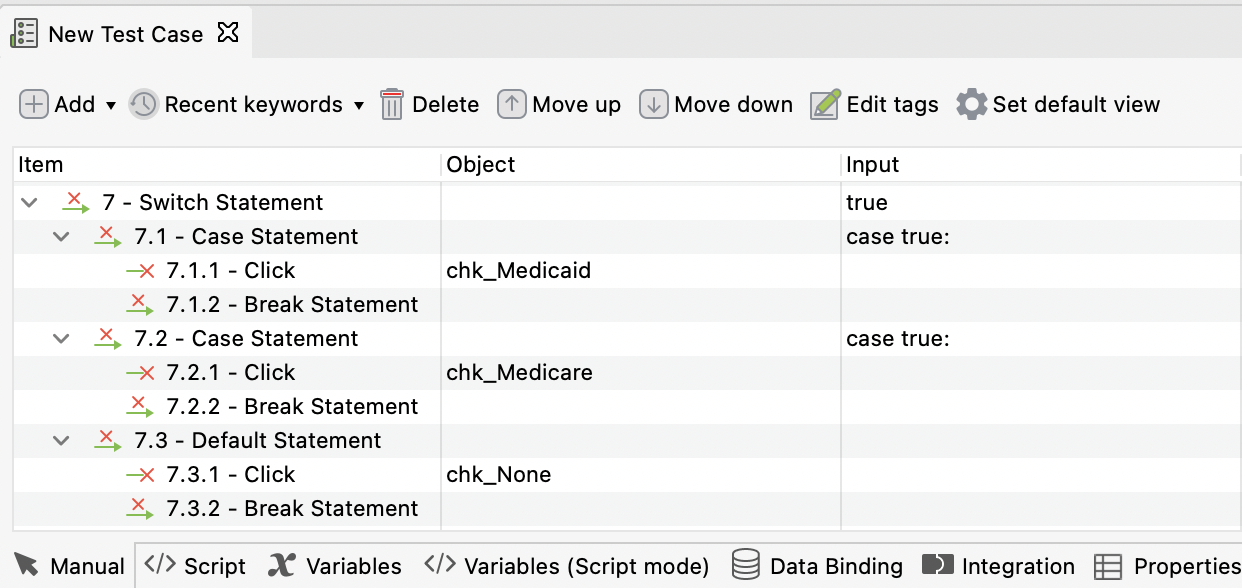 New Test Case
Add Recent keywords Delete Move up Move down Edit tags Set default view
Item Object Input
7 - Switch Statement true
7.1 - Case Statement case true:
7.1.1 - Click chk_Medicaid
7.1.2 - Break Statement
7.2 - Case Statement case true:
7.2.1 - Click chk_Medicare
7.2.2 - Break Statement
7.3 - Default Statement
7.3.1 - Click chk_None
7.3.2 - Break Statement
Manual </> Script Variables </> Variables (Script mode) Data Binding Integration Properties